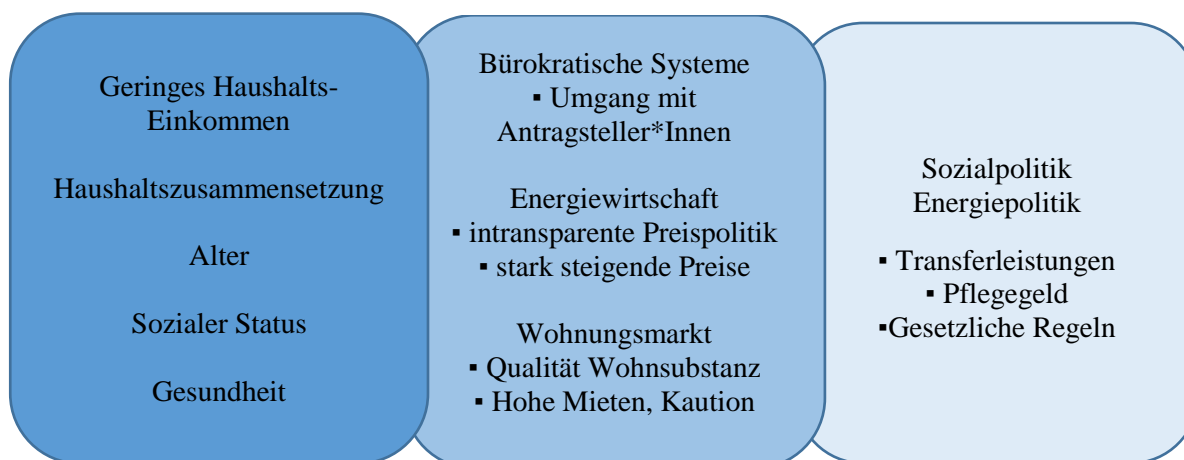 Geringes Haushalts-
Einkommen
Haushaltszusammensetzung
Alter
Sozialer Status
Gesundheit
Bürokratische Systeme
▪ Umgang mit
Antragsteller*Innen
Energiewirtschaft
▪ intransparente Preispolitik
▪ stark steigende Preise
Wohnungsmarkt
▪ Qualität Wohnsubstanz
▪ Hohe Mieten, Kaution
Sozialpolitik
Energiepolitik
▪ Transferleistungen
▪ Pflegegeld
▪Gesetzliche Regeln